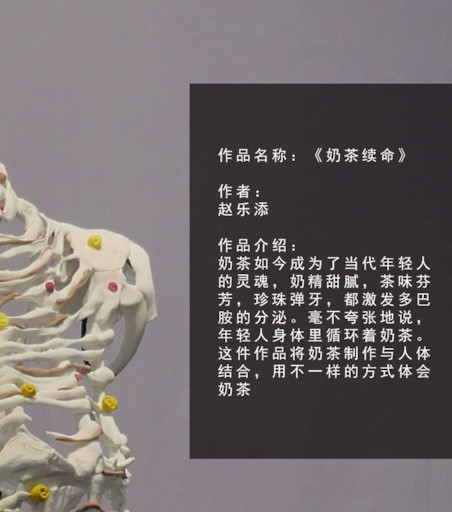 作品名称：《奶茶续命》
作者：
赵乐添
作品介绍：
奶茶如今成为了当代年轻人
的灵魂，奶精甜腻，茶味芬
芳，珍珠弹牙，都激发多巴
胺的分泌。毫不夸张地说，
年轻人身体里循环着奶茶。
这件作品将奶茶制作与人体
结合，用不一样的方式体会
奶茶